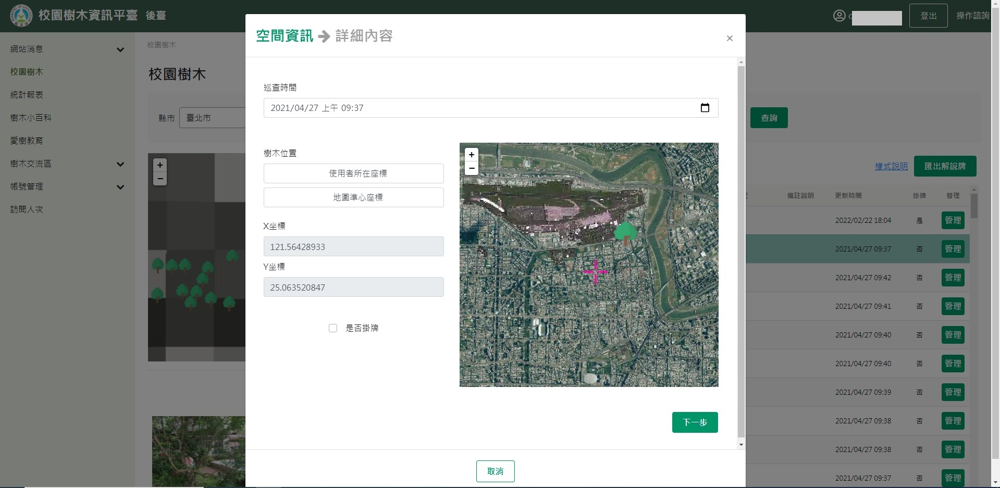 校園樹木資訊平臺 後臺
登出
操作諮詢
網站消息
校園樹木
統計報表
樹木小百科
愛樹教育
樹木交流區
帳號管理
訪問人次
校園樹木
校園樹木
縣市 臺北市
查詢
+
−
樣式說明
匯出解說牌
備註說明 更新時間 掛牌 管理
2022/02/22 18:04 是 管理
2021/04/27 09:37 否 管理
2021/04/27 09:42 否 管理
2021/04/27 09:41 否 管理
2021/04/27 09:40 否 管理
2021/04/27 09:40 否 管理
2021/04/27 09:39 否 管理
2021/04/27 09:38 否 管理
2021/04/27 09:38 否 管理
2021/04/27 09:37 否 管理
空間資訊 → 詳細內容
×
巡查時間
2021/04/27 上午 09:37
樹木位置
使用者所在座標
地圖準心座標
X坐標
121.56428933
Y坐標
25.063520847
是否掛牌
+
−
下一步
取消